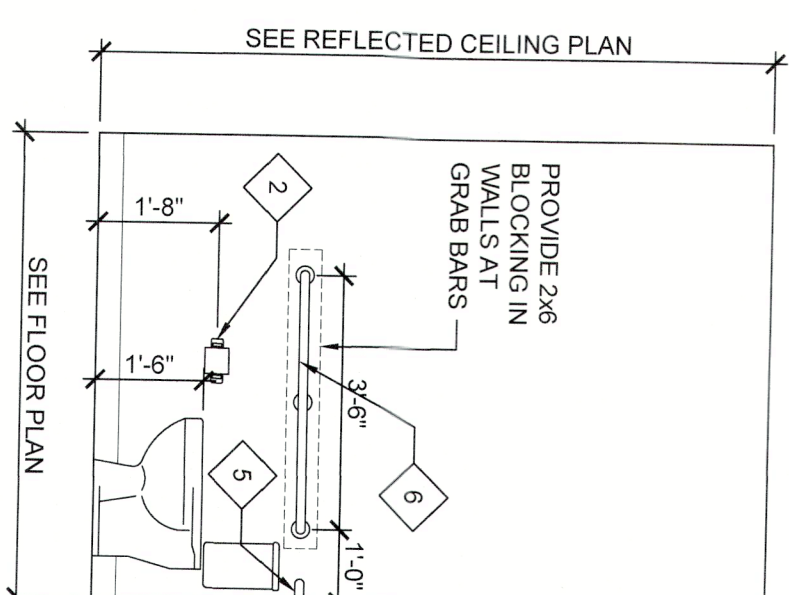 SEE REFLECTED CEILING PLAN
PROVIDE 2x6
BLOCKING IN
WALLS AT
GRAB BARS
2
1'-8"
SEE FLOOR PLAN
1'-6"
3'-6"
5
6
1'-0"